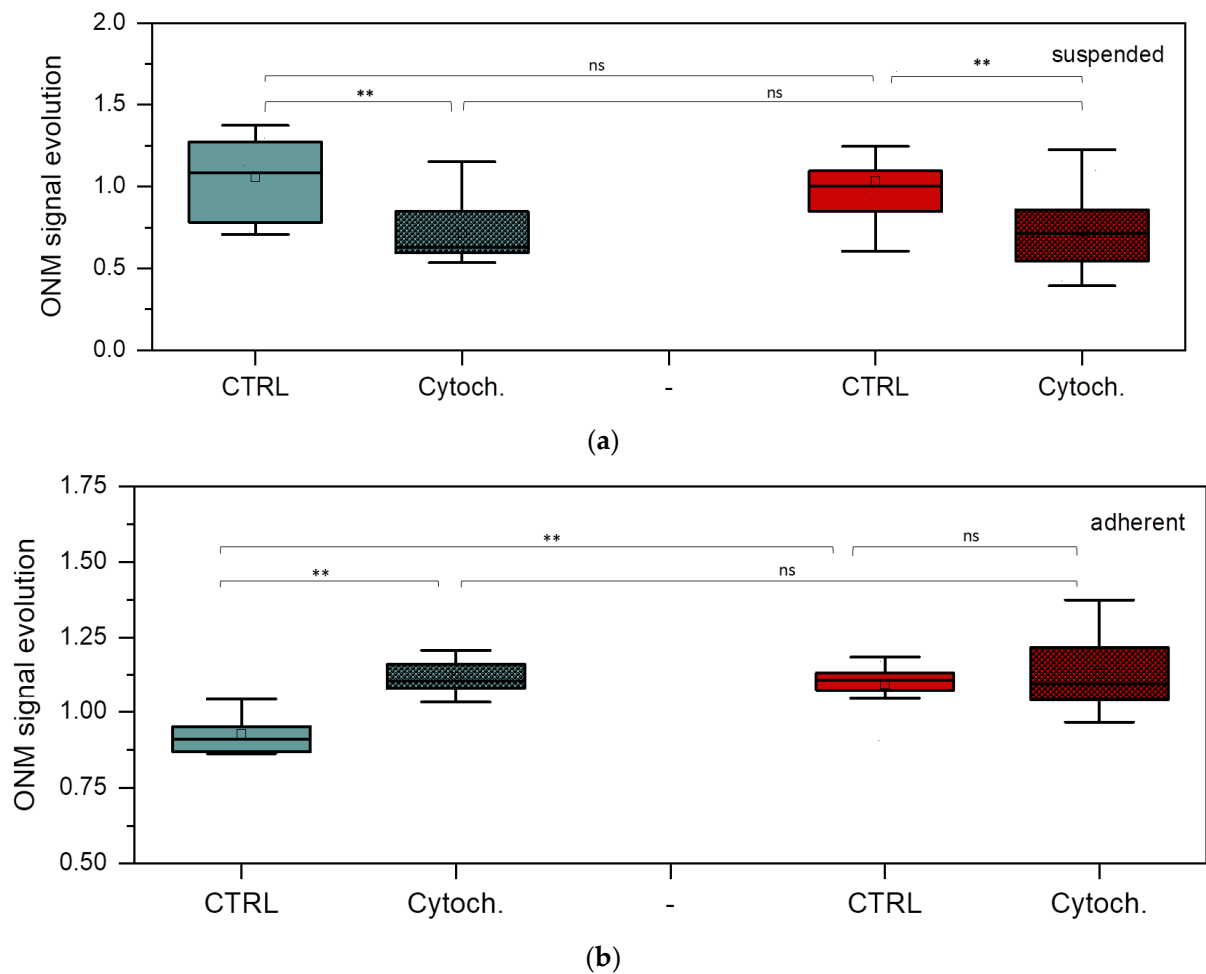 2.0
suspended
ns
**
1.5
**
ns
1.0
0.5
0.0
ONM signal evolution
CTRL Cytoch. - CTRL Cytoch.
(a)
1.75
adherent
**
ns
1.50
**
ns
1.25
1.00
0.75
0.50
ONM signal evolution
CTRL Cytoch. - CTRL Cytoch.
(b)